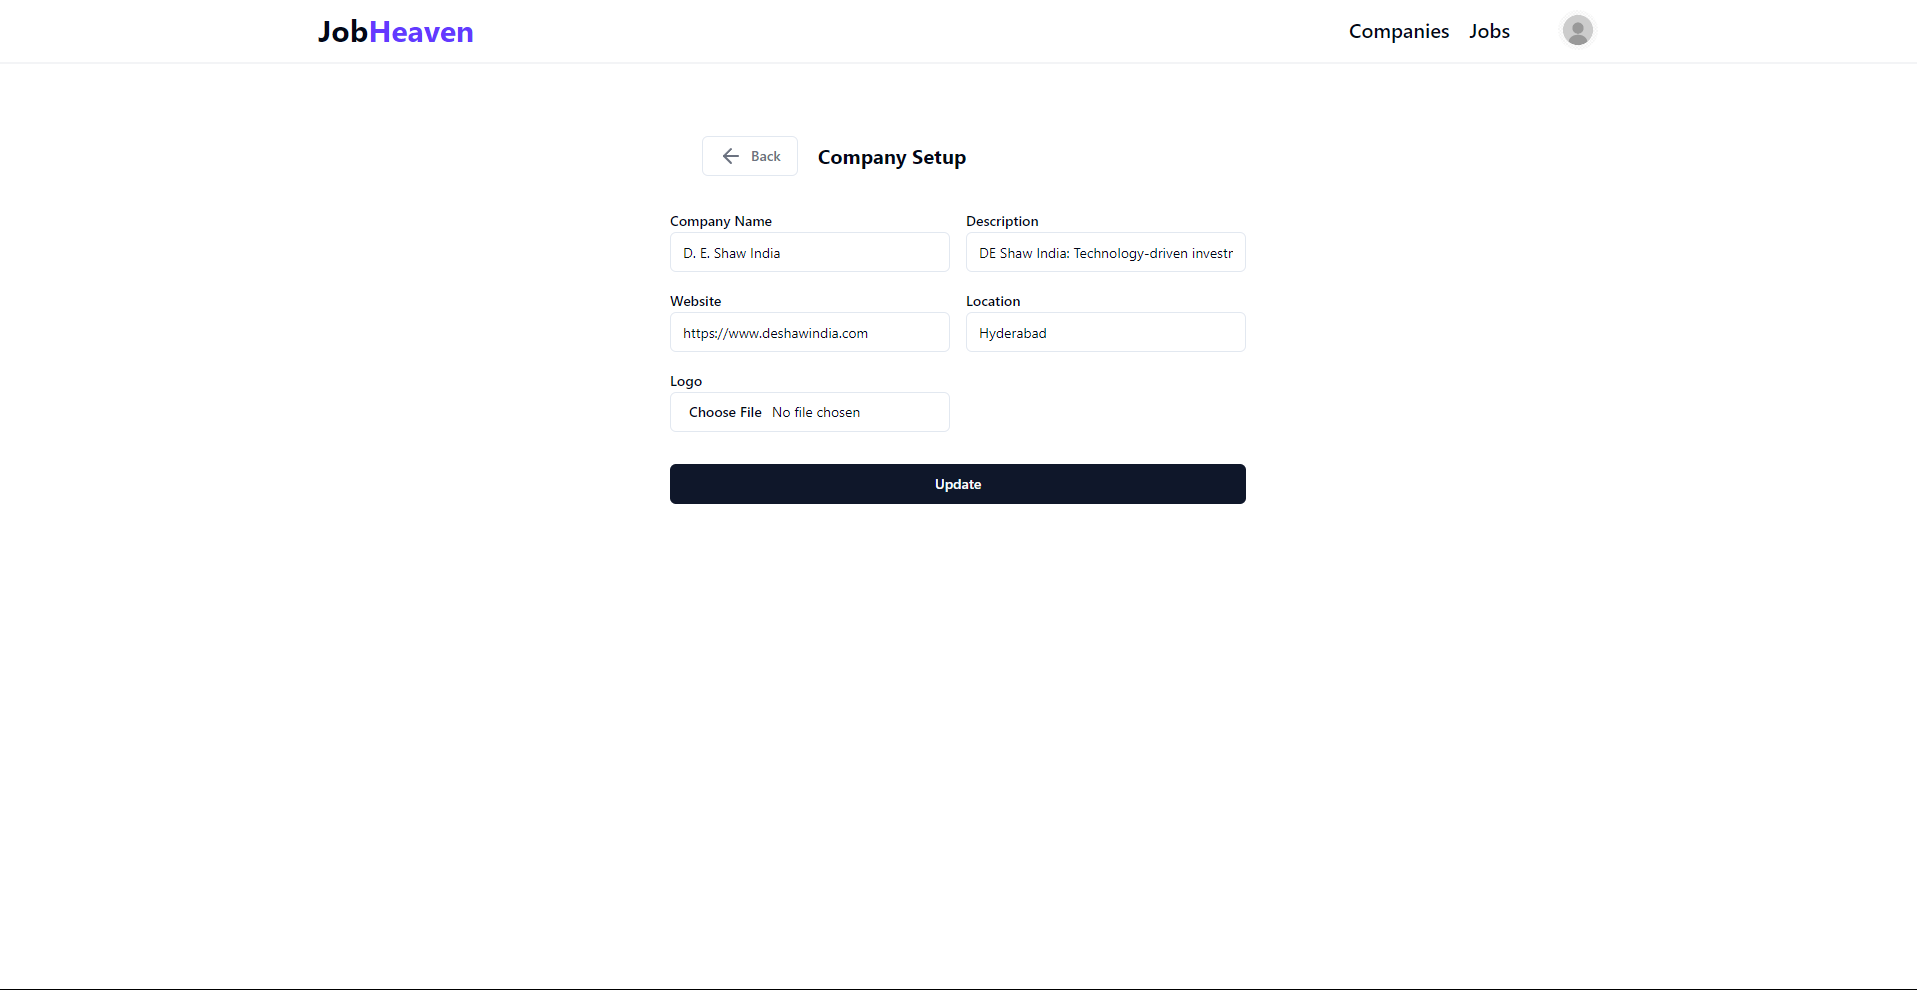 JobHeaven
Companies Jobs
Back Company Setup
Company Name
D. E. Shaw India
Description
DE Shaw India: Technology-driven
Website
https://www.deshawindia.com
Location
Hyderabad
Logo
Choose File No file chosen
Update